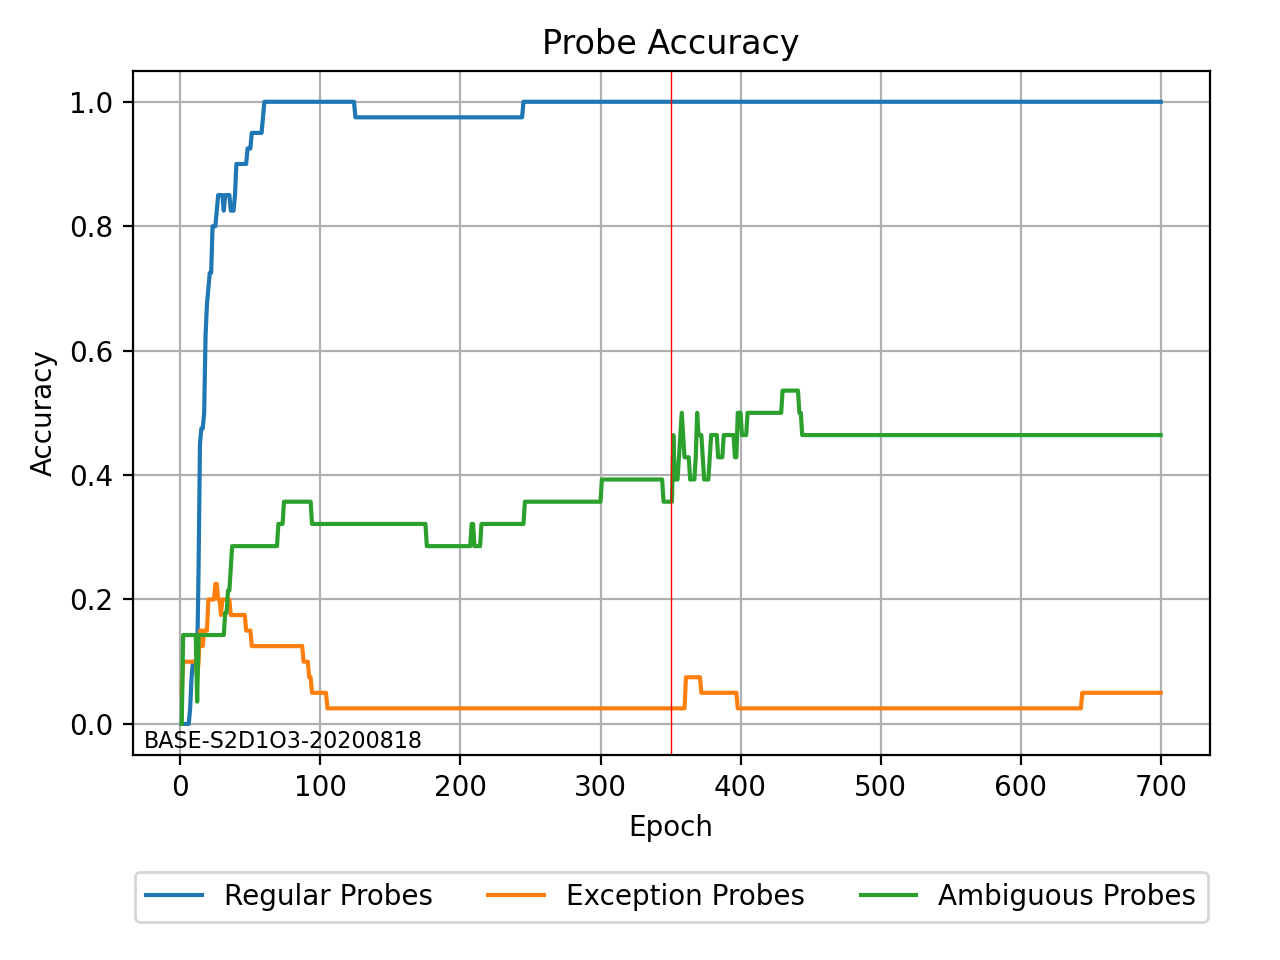 Probe Accuracy
1.0
0.8
0.6
0.4
0.2
0.0
Accuracy
BASE-S2D1O3-20200818
0 100 200 300 400 500 600 700
Epoch
Regular Probes Exception Probes Ambiguous Probes